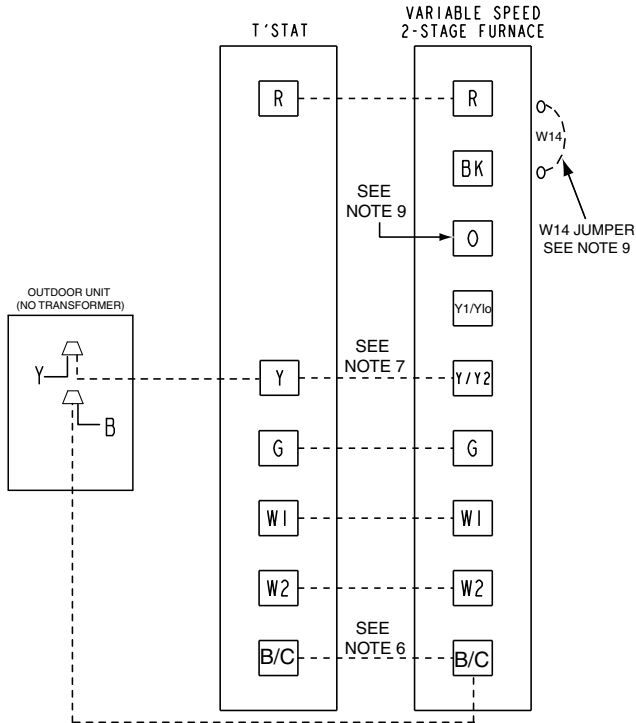 VARIABLE SPEED
2-STAGE FURNACE
T'STAT
R
R
W14
BK
SEE
NOTE 9
O
W14 JUMPER
SEE NOTE 9
OUTDOOR UNIT
(NO TRANSFORMER)
Y1/Ylo
SEE
NOTE 7
Y
Y
Y/Y2
B
G
G
W1
W1
W2
W2
SEE
NOTE 6
B/C
B/C